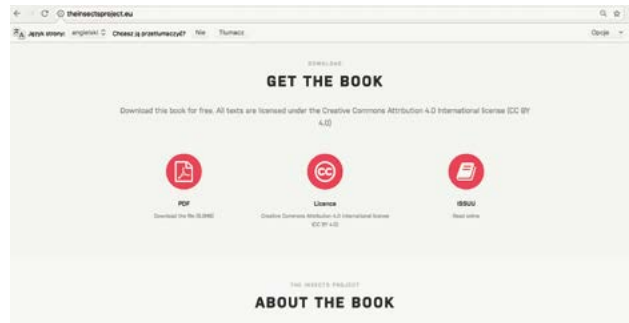 theinsectsproject.eu
Język strony: angielski Chcesz ją przetłumaczyć? Nie Tłumacz Opcje
DOWNLOAD
GET THE BOOK
Download this book for free. All texts are licensed under the Creative Commons Attribution 4.0 International license (CC BY
4.0)
PDF Licence ISSUU
Download the file Creative Commons Attribution 4.0 International license Read online
(CC BY 4.0)
THE INSECTS PROJECT
ABOUT THE BOOK